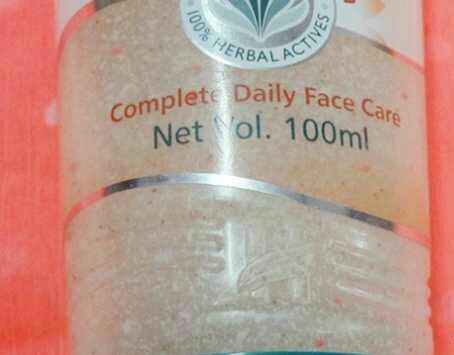 100% HERBAL ACTIVES
Complete Daily Face Care
Net Vol. 100ml